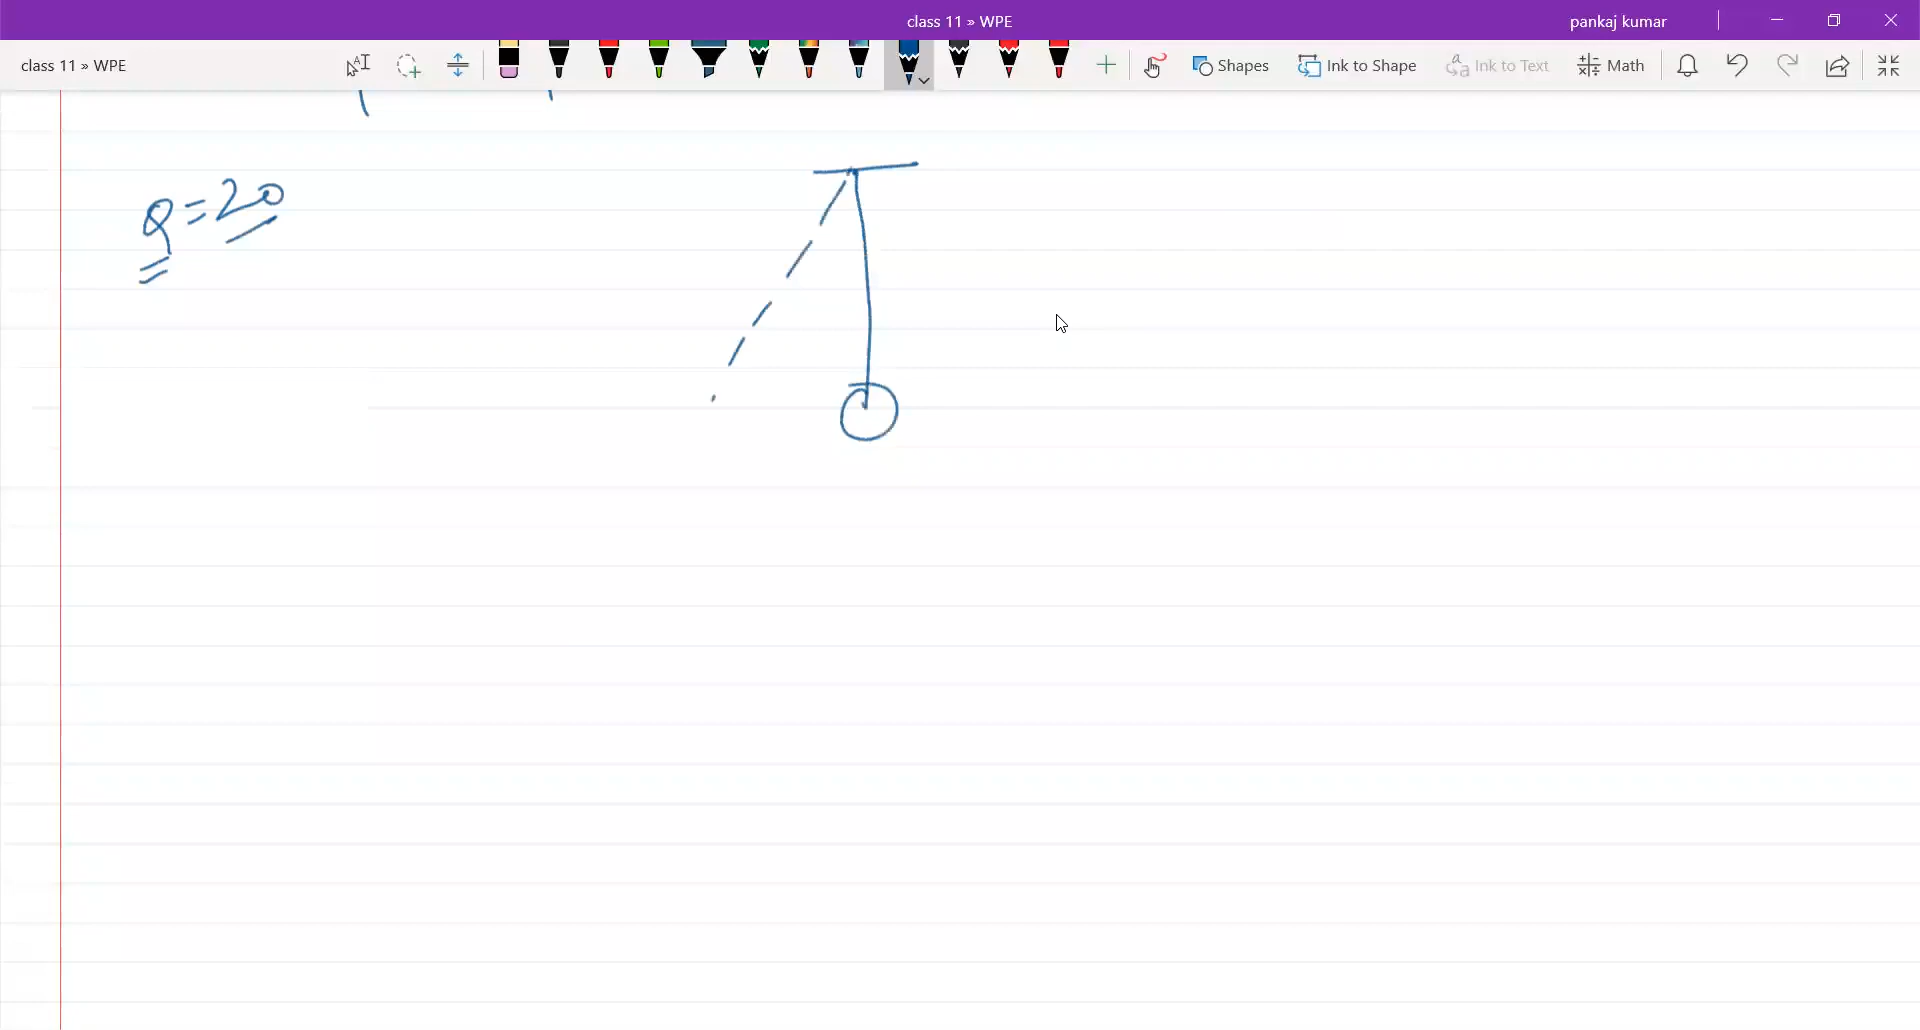 class 11 » WPE
pankaj kumar
class 11 » WPE
Shapes
Ink to Shape
Ink to Text
Math
Q=20